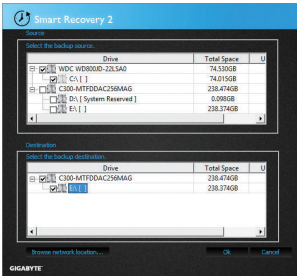 Smart Recovery 2
Source
Select the backup source.
Drive Total Space U
WDC WD800JD-22LSA0 74.530GB
C:\ [ ] 74.015GB
C300-MTFDDAC256MAG 238.474GB
D:\ [ System Reserved ] 0.098GB
E:\ [ ] 238.374GB
Destination
Select the backup destination.
Drive Total Space U
C300-MTFDDAC256MAG 238.474GB
E:\ [ ] 238.374GB
Browse network location.... Ok Cancel
GIGABYTE